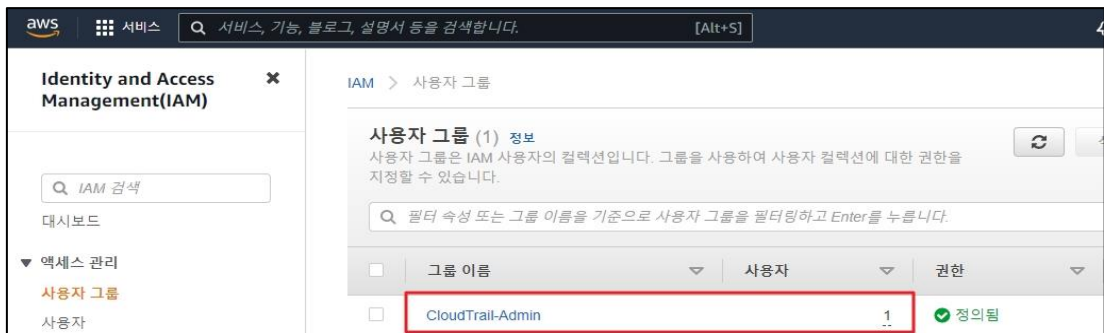 aws 서비스 서비스, 기능, 블로그, 설명서 등을 검색합니다. [Alt+S]
Identity and Access
Management(IAM)
IAM 검색
대시보드
액세스 관리
사용자 그룹
사용자
IAM > 사용자 그룹
사용자 그룹 (1) 정보
사용자 그룹은 IAM 사용자의 컬렉션입니다. 그룹을 사용하여 사용자 컬렉션에 대한 권한을
지정할 수 있습니다.
필터 속성 또는 그룹 이름을 기준으로 사용자 그룹을 필터링하고 Enter를 누릅니다.
그룹 이름 사용자 권한
CloudTrail-Admin 1 정의됨